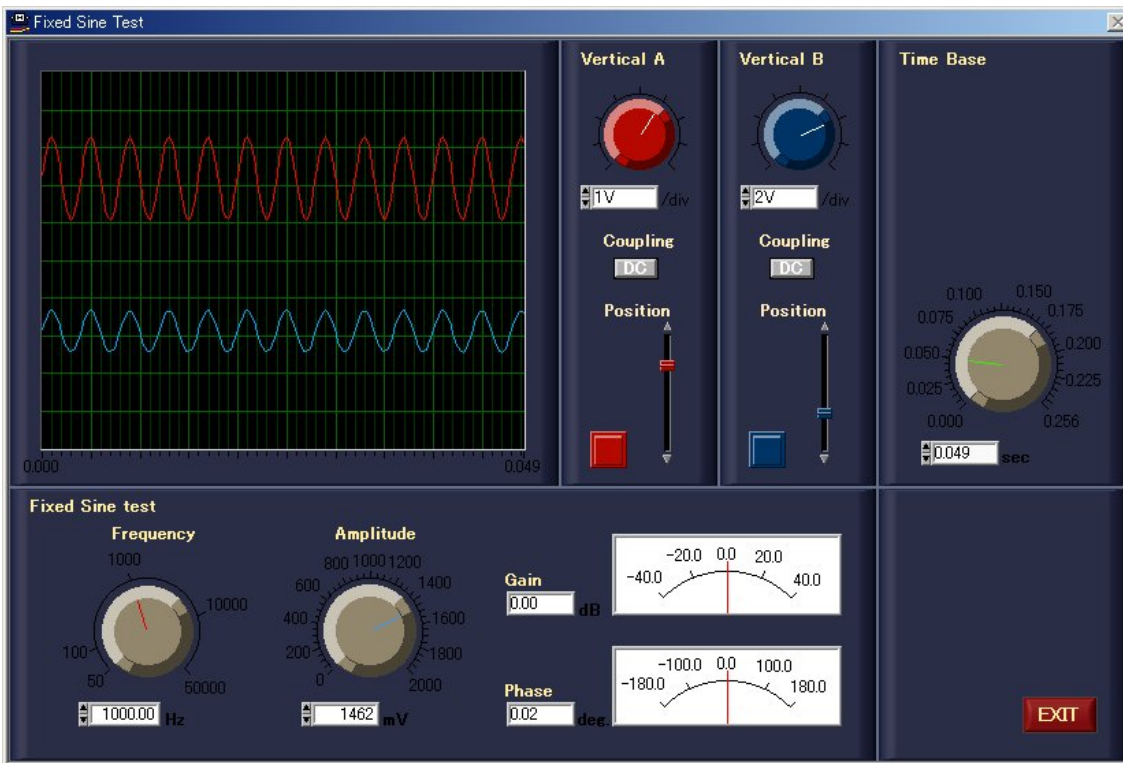 Fixed Sine Test
Vertical A
Vertical B
Time Base
1V /div
2V /div
Coupling
DC
Coupling
DC
Position
Position
0.000
0.025
0.050
0.075
0.100
0.150
0.175
0.200
0.225
0.256
0.049 sec
0.000 0.049
Fixed Sine test
Frequency
50
100
1000
10000
50000
1000.00 Hz
Amplitude
0
200
400
600
800 1000 1200
1400
1600
1800
2000
1462 mV
Gain
0.00 dB
-40.0 -20.0 0.0 20.0 40.0
Phase
0.02 deg.
-180.0 -100.0 0.0 100.0 180.0
EXIT